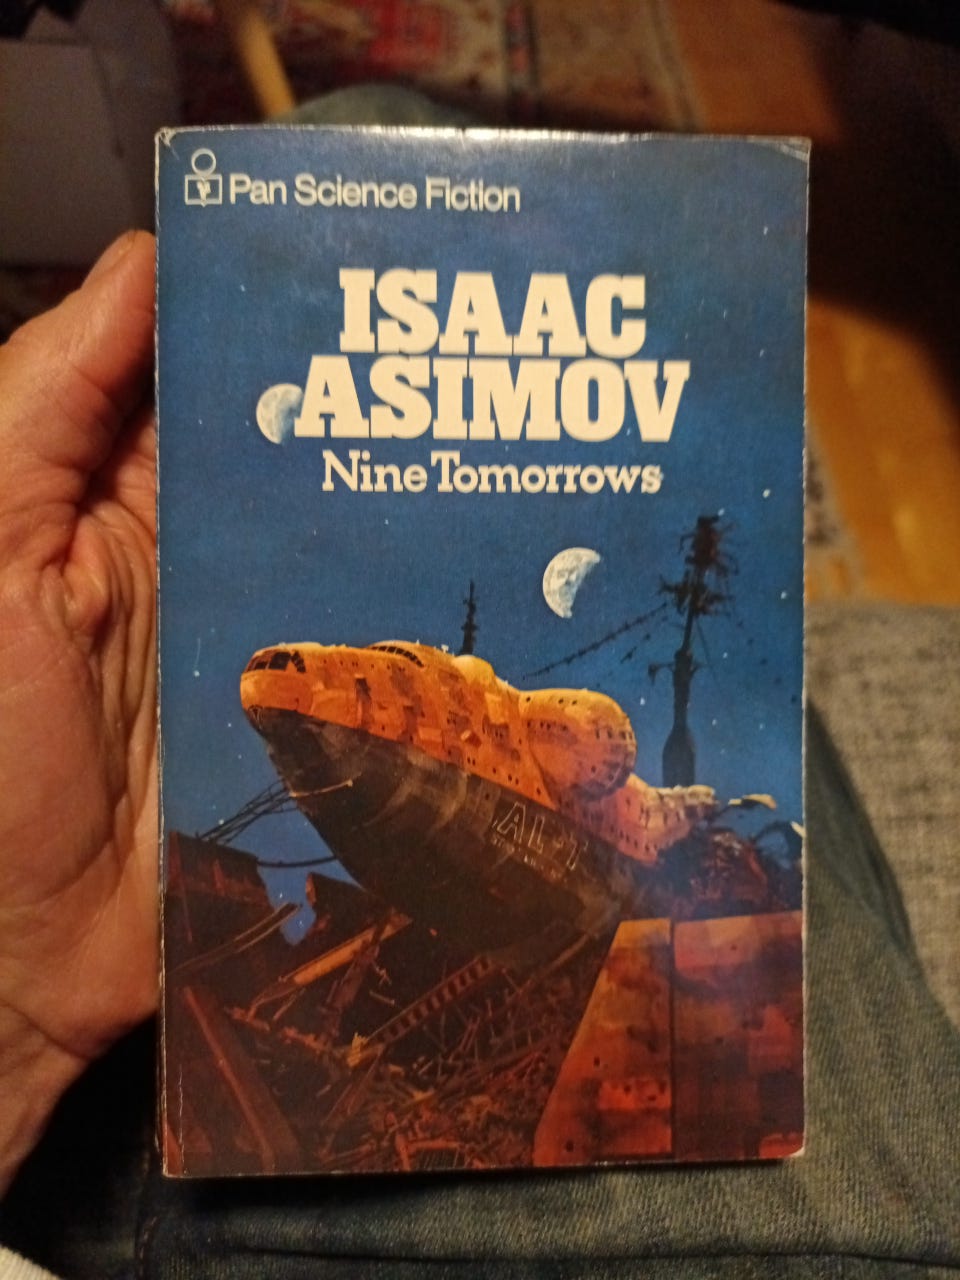 Pan Science Fiction
ISAAC
ASIMOV
Nine Tomorrows